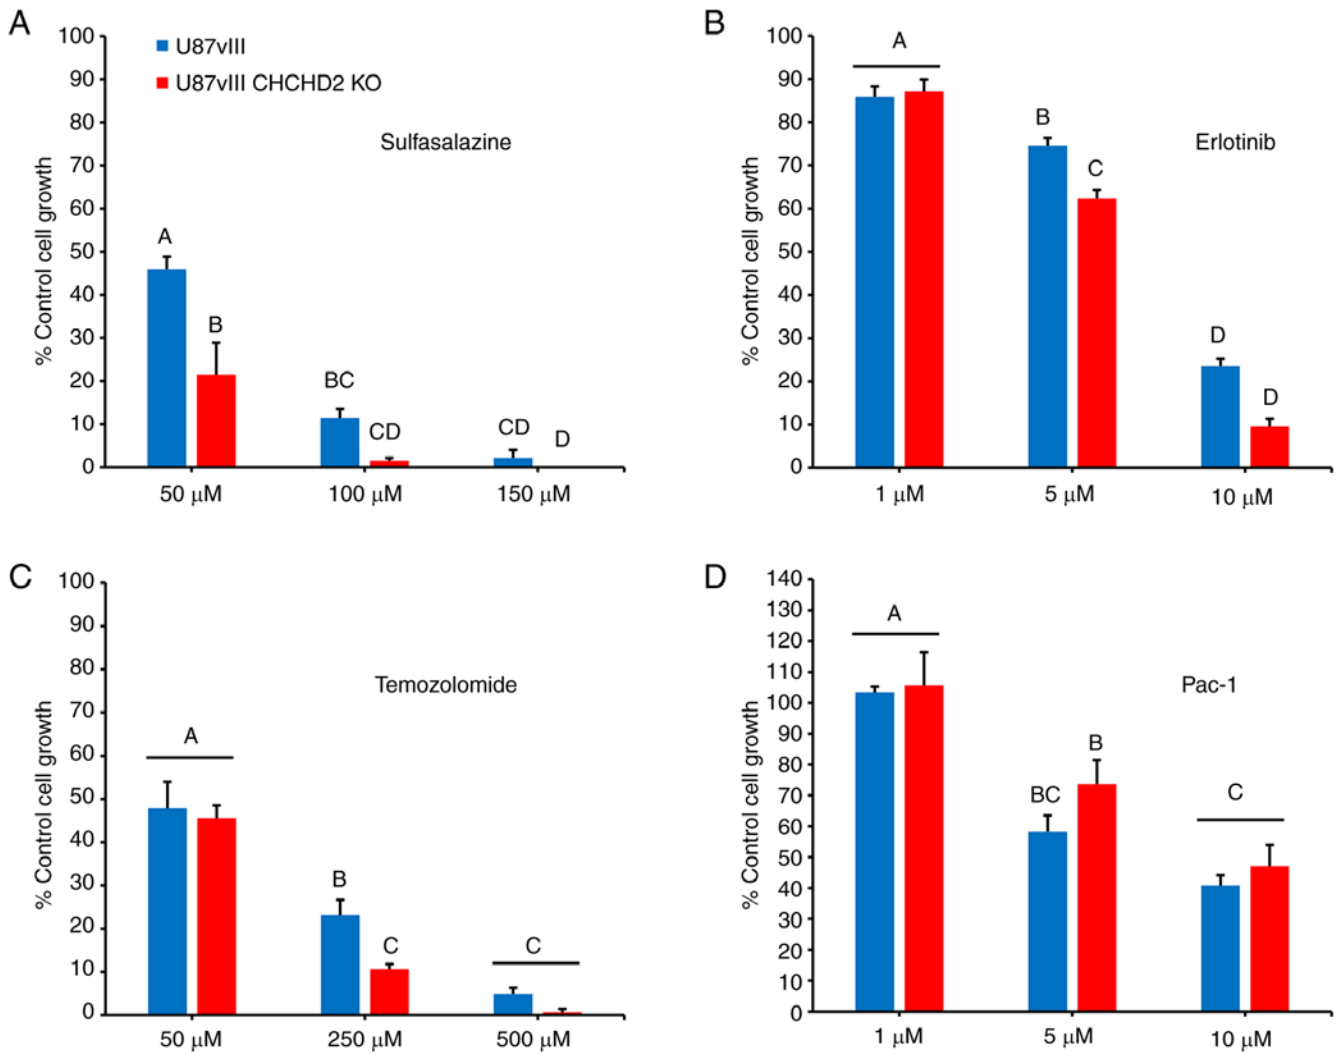 A
100
90
80
70
60
50
40
30
20
10
0
% Control cell growth
U87vIII
U87vIII CHCHD2 KO
Sulfasalazine
A
B
BC
CD
CD
D
50 μM
100 μM
150 μM
B
100
90
80
70
60
50
40
30
20
10
0
% Control cell growth
Erlotinib
A
B
C
D
D
1 μM
5 μM
10 μM
C
100
90
80
70
60
50
40
30
20
10
0
% Control cell growth
Temozolomide
A
B
C
C
50 μM
250 μM
500 μM
D
140
130
120
110
100
90
80
70
60
50
40
30
20
10
0
% Control cell growth
Pac-1
A
BC
B
C
1 μM
5 μM
10 μM